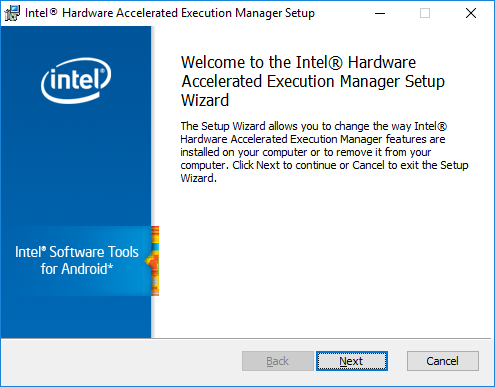 Intel® Hardware Accelerated Execution Manager Setup
intel
Welcome to the Intel® Hardware
Accelerated Execution Manager Setup
Wizard
The Setup Wizard allows you to change the way Intel®
Hardware Accelerated Execution Manager features are
installed on your computer or to remove it from your
computer. Click Next to continue or Cancel to exit the Setup
Wizard.
Intel® Software Tools
for Android*
Back Next Cancel